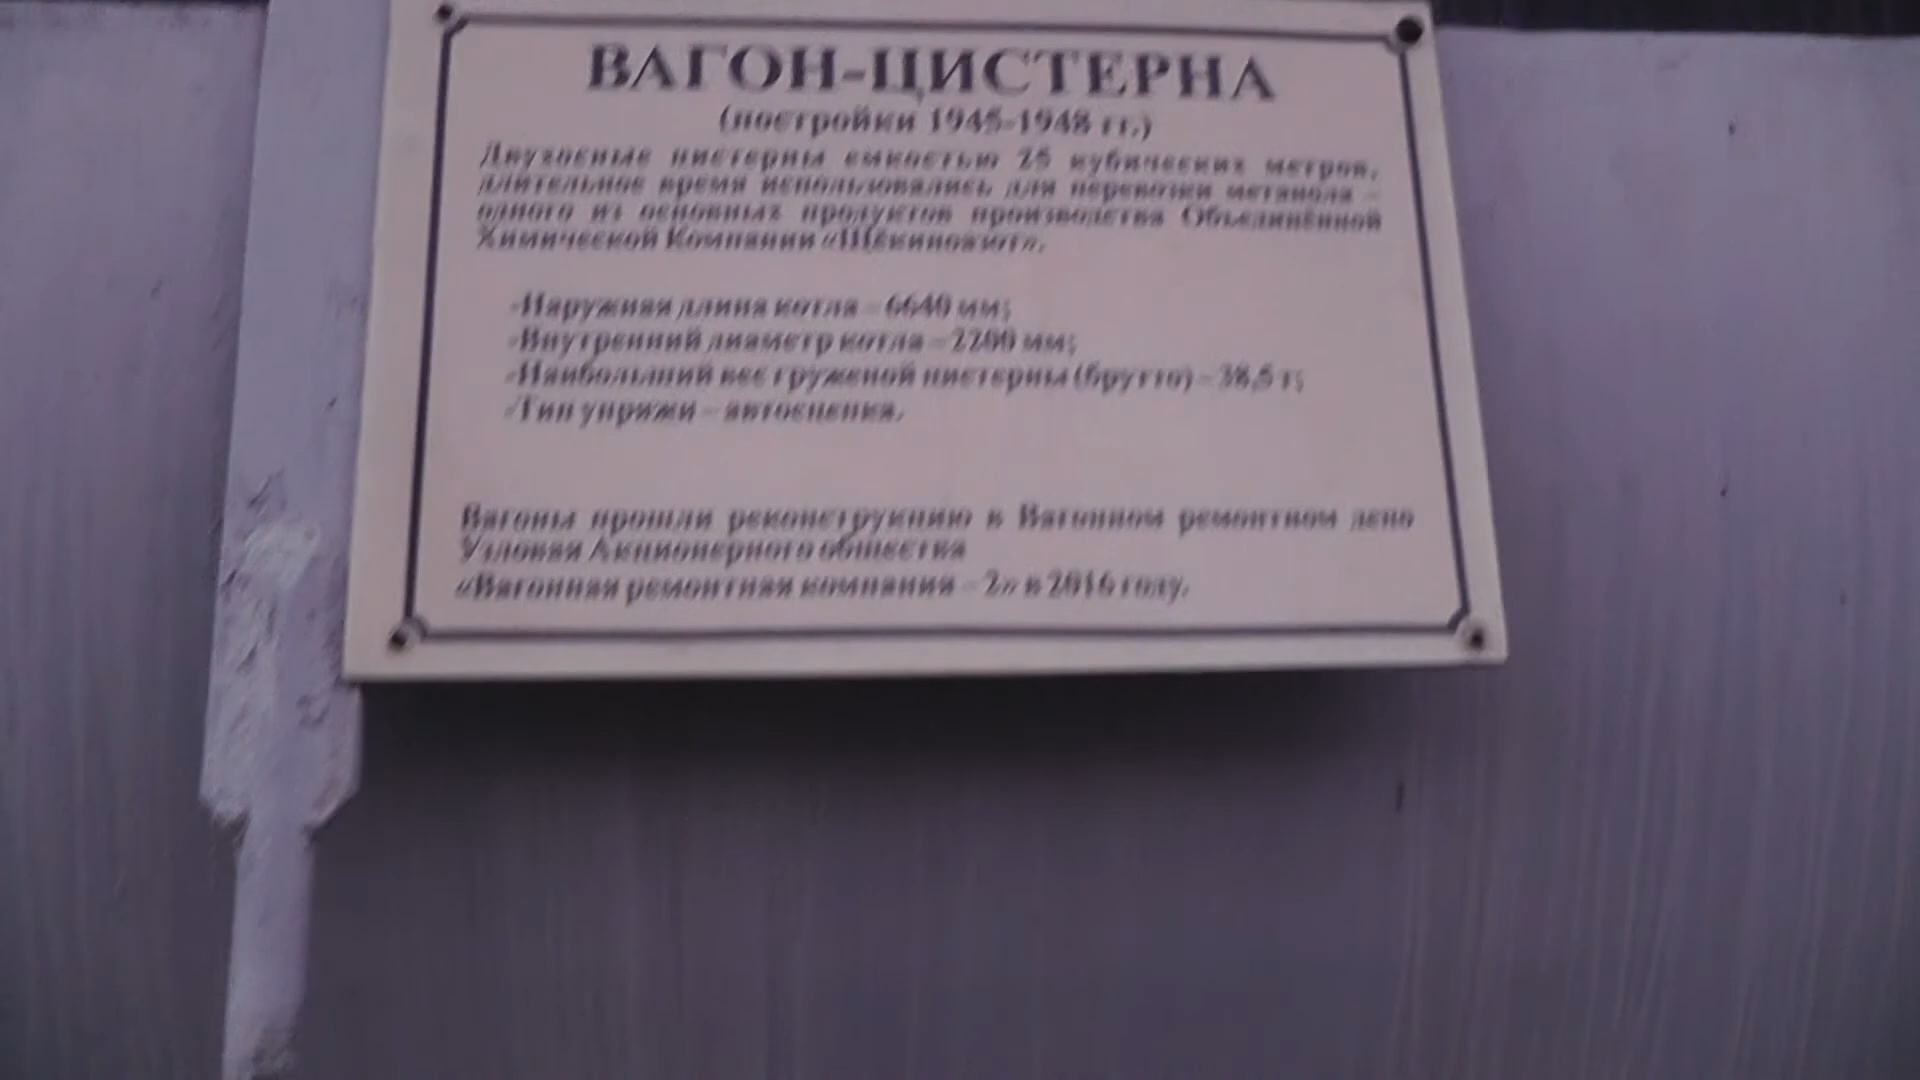 ВАГОН-ЦИСТЕРНА
(постройки 1945-1948 гг.)
Двухосные цистерны емкостью 25 кубических метров,
длительное время использовались для перевозки метанола –
одного из основных продуктов производства Объединённой
Химической Компании «Щёкиноазот».
-Наружная длина котла – 6640 мм;
-Внутренний диаметр котла – 2200 мм;
-Наибольший вес груженой цистерны (брутто) – 38,5 т;
-Тип упряжи – автосцепка.
Вагоны прошли реконструкцию в Вагонном ремонтном депо
Узловая Акционерного общества
«Вагонная ремонтная компания – 2» в 2016 году.